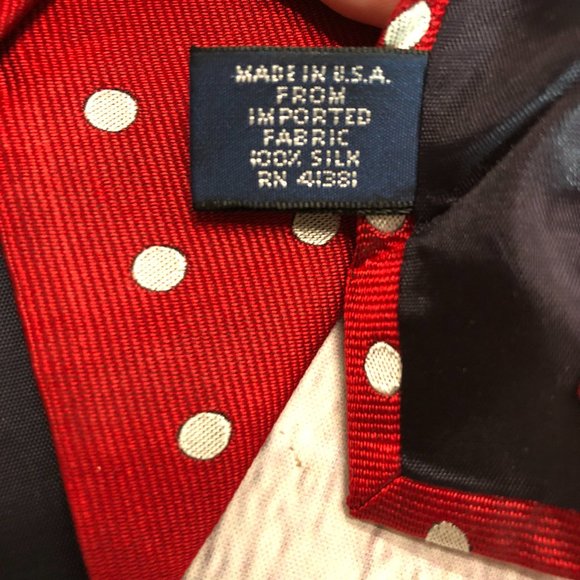 MADE IN U.S.A.
FROM
IMPORTED
FABRIC
100% SILK
RN 41381